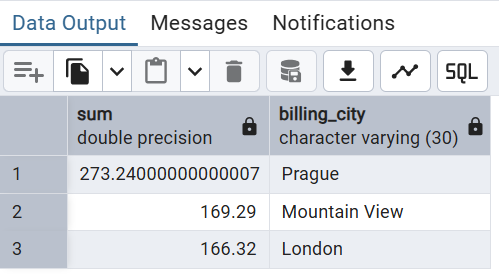 Data Output Messages Notifications
SQL
sum billing_city
double precision character varying (30)
1 273.24000000000007 Prague
2 169.29 Mountain View
3 166.32 London